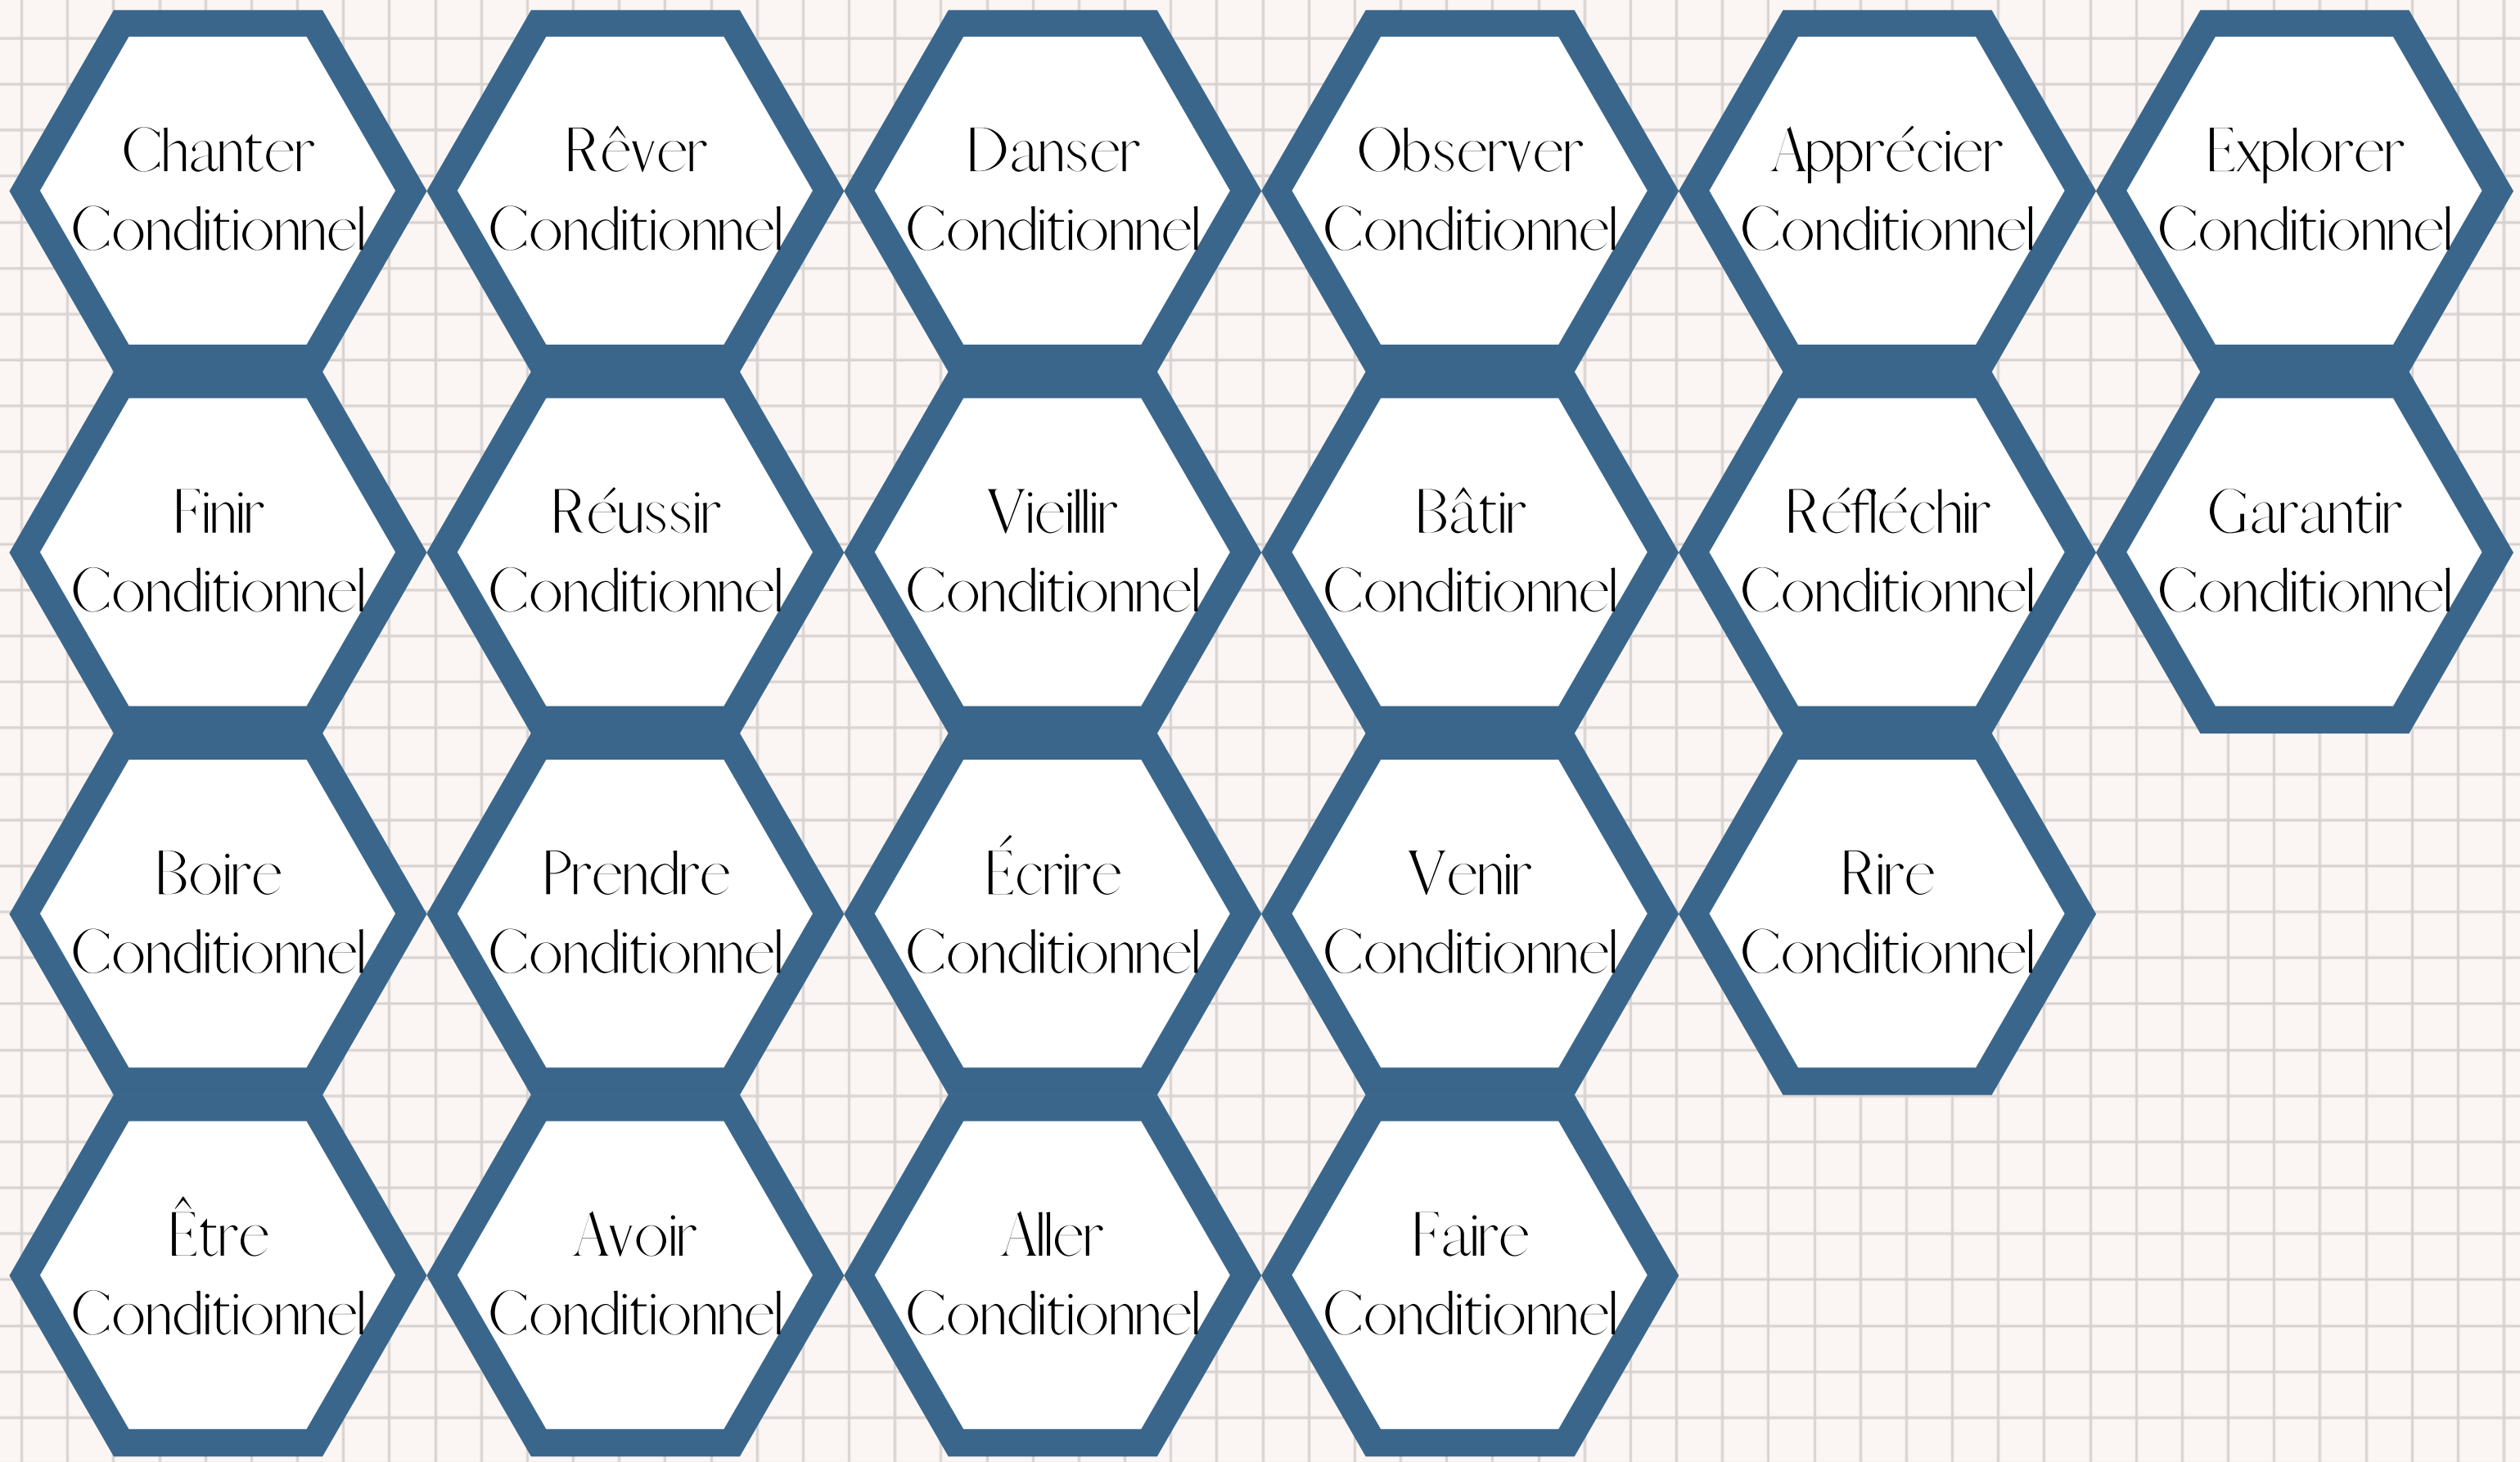 Chanter
Conditionnel
Rêver
Conditionnel
Danser
Conditionnel
Observer
Conditionnel
Apprécier
Conditionnel
Explorer
Conditionnel
Finir
Conditionnel
Réussir
Conditionnel
Vieillir
Conditionnel
Bâtir
Conditionnel
Réfléchir
Conditionnel
Garantir
Conditionnel
Boire
Conditionnel
Prendre
Conditionnel
Écrire
Conditionnel
Venir
Conditionnel
Rire
Conditionnel
Être
Conditionnel
Avoir
Conditionnel
Aller
Conditionnel
Faire
Conditionnel